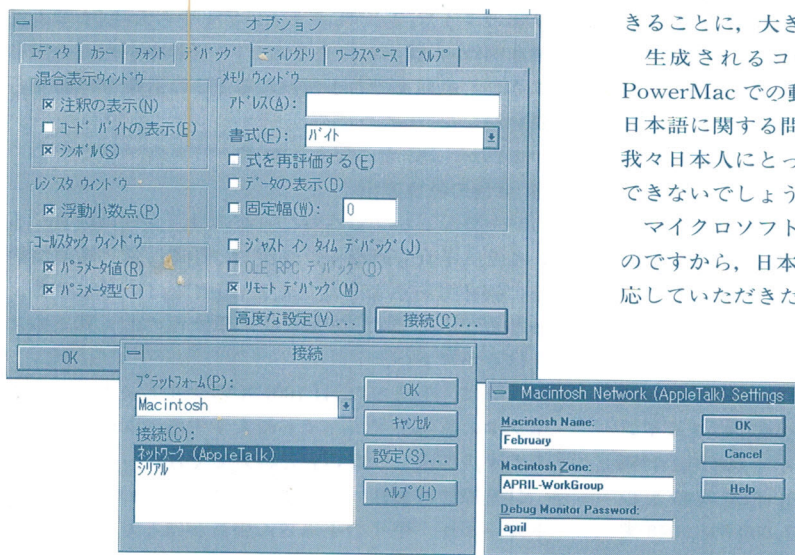 オプション
エディタ カラー フォント デバッグ ディレクトリ ワークスペース ヘルプ
混合表示ウィンドウ
注釈の表示(N)
コード バイトの表示(E)
シンボル(S)
レジスタ ウィンドウ
浮動小数点(P)
コールスタック ウィンドウ
パラメータ値(R)
パラメータ型(T)
メモリ ウィンドウ
アドレス(A):
書式(F): バイト
式を再評価する(E)
データの表示(D)
固定幅(W): 0
ジャスト イン タイム デバッグ(J)
OLE RPC デバッグ(O)
リモート デバッグ(M)
高度な設定(V)... 接続(C)...
OK
接続
プラットフォーム(P):
Macintosh
接続(C):
ネットワーク (AppleTalk)
シリアル
OK
キャンセル
設定(S)...
ヘルプ(H)
Macintosh Network (AppleTalk) Settings
Macintosh Name:
February
Macintosh Zone:
APRIL-WorkGroup
Debug Monitor Password:
april
OK
Cancel
Help
きることに，大き
生成されるコ
PowerMac での動
日本語に関する問
我々日本人にとっ
できないでしょう
マイクロソフト
のですから，日本
応していただきた